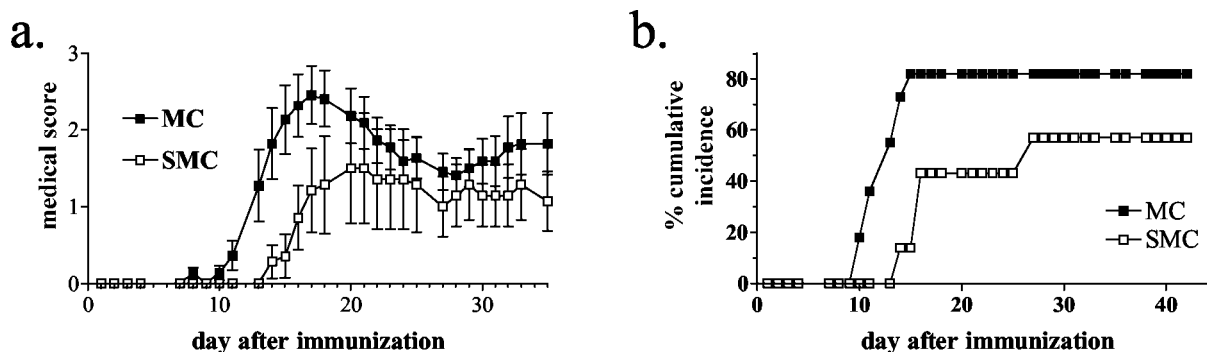 a.
medical score
3
2
1
0
MC
SMC
0
10
20
30
day after immunization
b.
% cumulative
incidence
80
60
40
20
0
MC
SMC
0
10
20
30
40
day after immunization